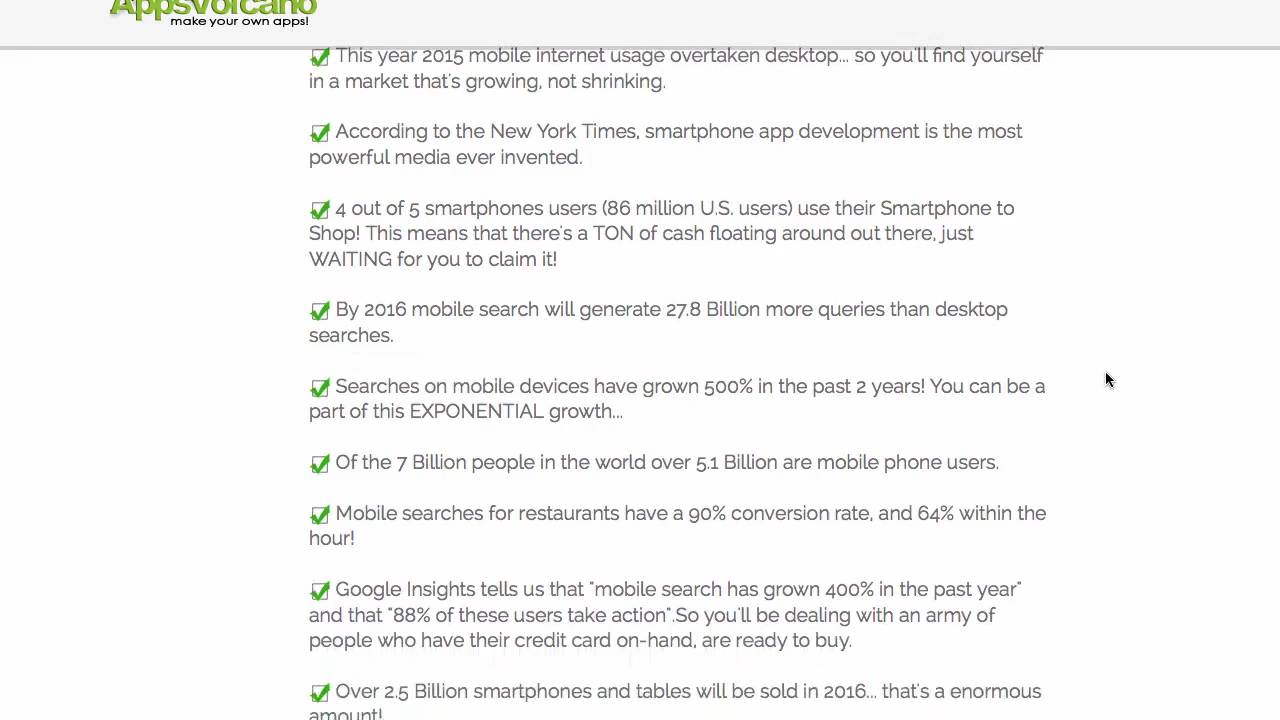 AppsVolcano
make your own apps!
This year 2015 mobile internet usage overtaken desktop... so you'll find yourself
in a market that's growing, not shrinking.
According to the New York Times, smartphone app development is the most
powerful media ever invented.
4 out of 5 smartphones users (86 million U.S. users) use their Smartphone to
Shop! This means that there's a TON of cash floating around out there, just
WAITING for you to claim it!
By 2016 mobile search will generate 27.8 Billion more queries than desktop
searches.
Searches on mobile devices have grown 500% in the past 2 years! You can be a
part of this EXPONENTIAL growth...
Of the 7 Billion people in the world over 5.1 Billion are mobile phone users.
Mobile searches for restaurants have a 90% conversion rate, and 64% within the
hour!
Google Insights tells us that "mobile search has grown 400% in the past year"
and that "88% of these users take action".So you'll be dealing with an army of
people who have their credit card on-hand, are ready to buy.
Over 2.5 Billion smartphones and tables will be sold in 2016... that's a enormous
amount!